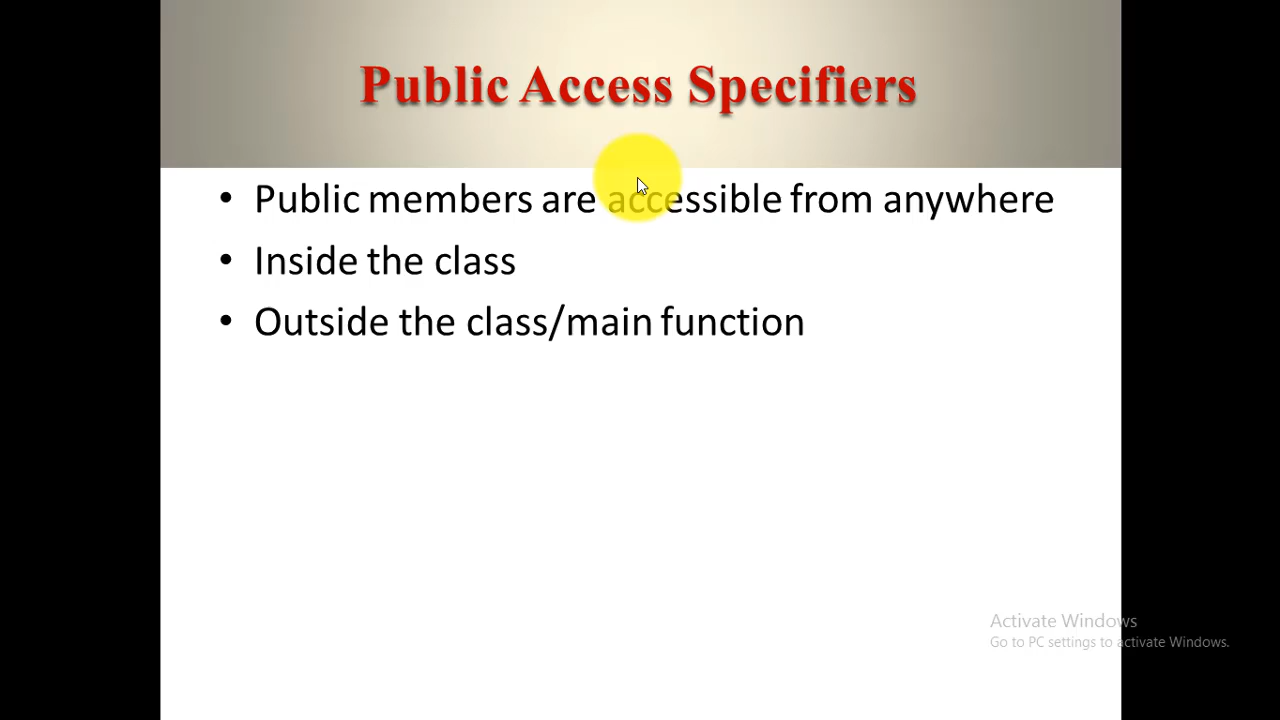 Public Access Specifiers
• Public members are accessible from anywhere
• Inside the class
• Outside the class/main function
Activate Windows
Go to PC settings to activate Windows.